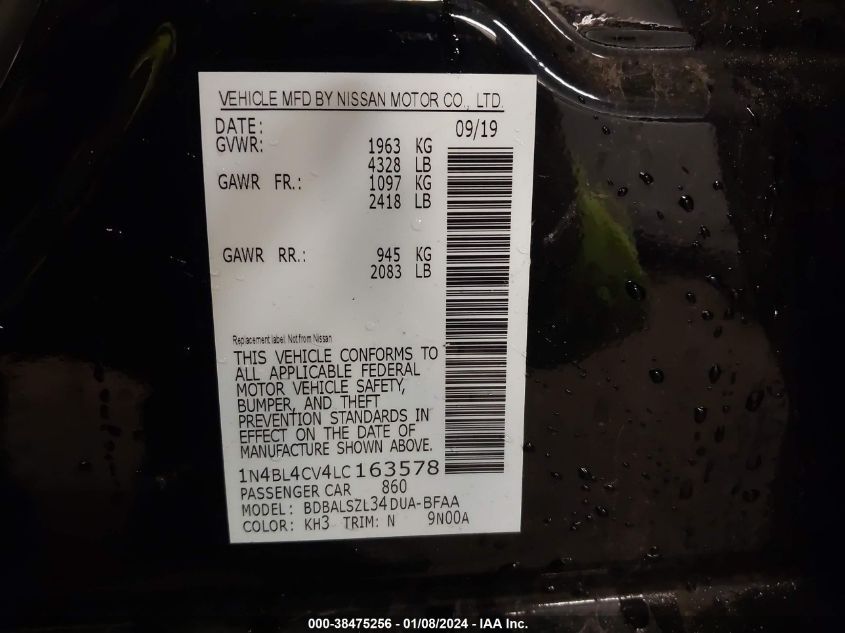 VEHICLE MFD BY NISSAN MOTOR CO., LTD.
DATE: 09/19
GVWR: 1963 KG
4328 LB
GAWR FR.: 1097 KG
2418 LB
GAWR RR.: 945 KG
2083 LB
Replacement label. Not from Nissan
THIS VEHICLE CONFORMS TO
ALL APPLICABLE FEDERAL
MOTOR VEHICLE SAFETY,
BUMPER, AND THEFT
PREVENTION STANDARDS IN
EFFECT ON THE DATE OF
MANUFACTURE SHOWN ABOVE.
1N4BL4CV4LC163578
PASSENGER CAR 860
MODEL: BDBALSZL34DUA-BFAA
COLOR: KH3 TRIM: N 9N00A
000-38475256 - 01/08/2024 - IAA Inc.